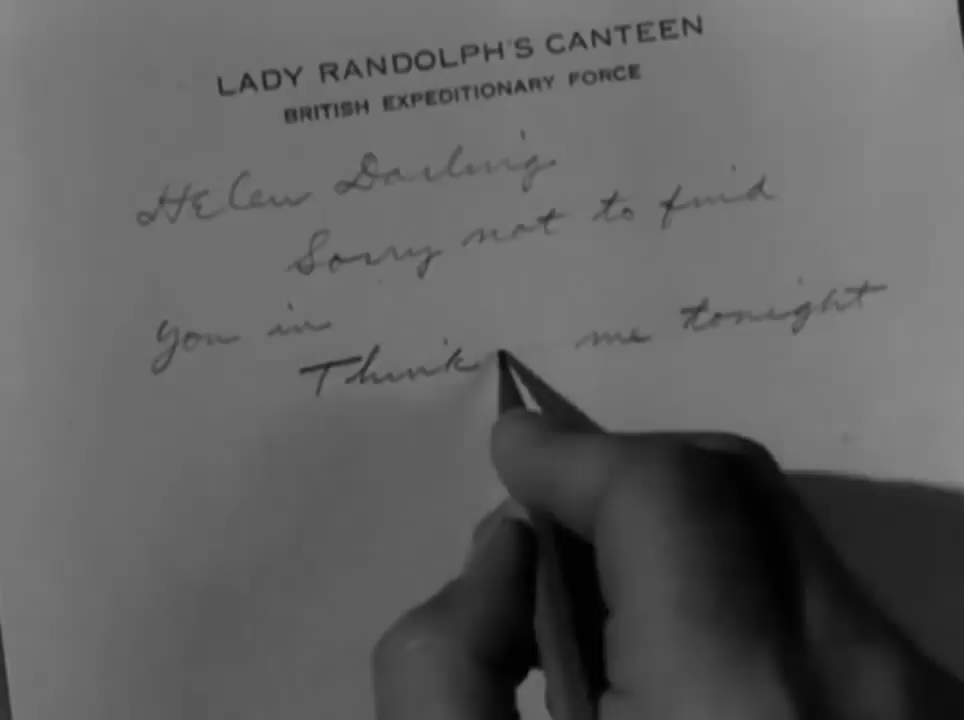 LADY RANDOLPH'S CANTEEN
BRITISH EXPEDITIONARY FORCE
Helen Darling
Sorry not to find
you in
Think me tonight